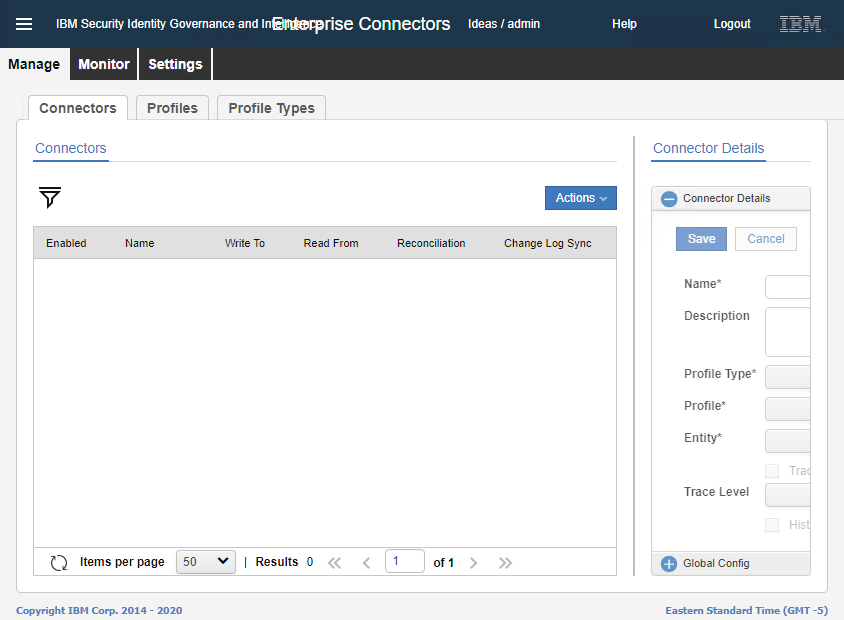 IBM Security Identity Governance and Intelligence
Enterprise Connectors
Ideas / admin
Help
Logout
IBM
Manage
Monitor
Settings
Connectors
Profiles
Profile Types
Connectors
Connector Details
Actions
Connector Details
Enabled
Name
Write To
Read From
Reconciliation
Change Log Sync
Save
Cancel
Name*
Description
Profile Type*
Profile*
Entity*
Trac
Trace Level
Hist
Items per page
50
| Results 0
1
of 1
Global Config
Copyright IBM Corp. 2014 - 2020
Eastern Standard Time (GMT -5)